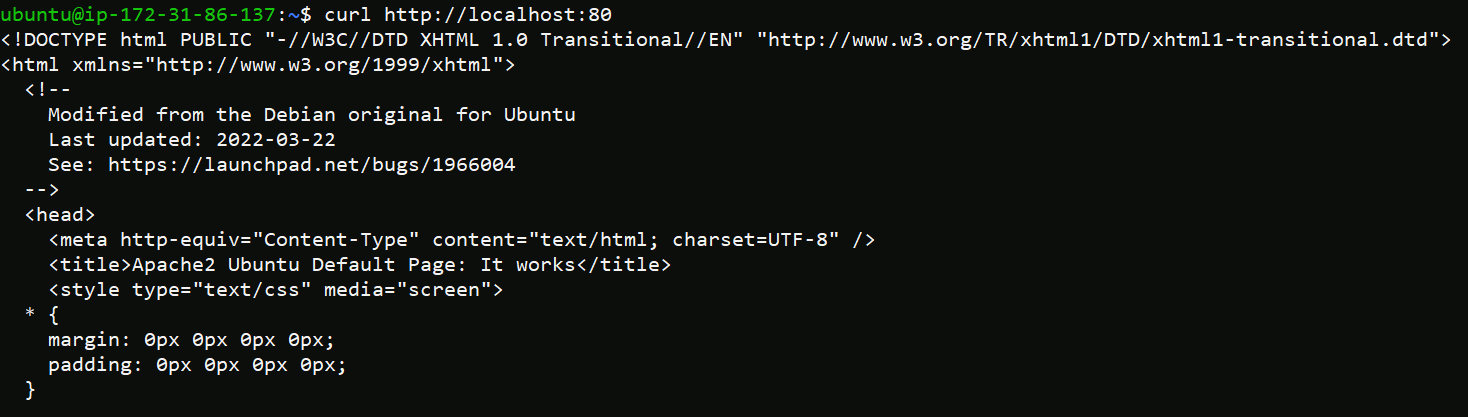 ubuntu@ip-172-31-86-137:~$ curl http://localhost:80
<!DOCTYPE html PUBLIC "-//W3C//DTD XHTML 1.0 Transitional//EN" "http://www.w3.org/TR/xhtml1/DTD/xhtml1-transitional.dtd">
<html xmlns="http://www.w3.org/1999/xhtml">
  <!--
    Modified from the Debian original for Ubuntu
    Last updated: 2022-03-22
    See: https://launchpad.net/bugs/1966004
  -->
  <head>
    <meta http-equiv="Content-Type" content="text/html; charset=UTF-8" />
    <title>Apache2 Ubuntu Default Page: It works</title>
    <style type="text/css" media="screen">
  * {
    margin: 0px 0px 0px 0px;
    padding: 0px 0px 0px 0px;
  }